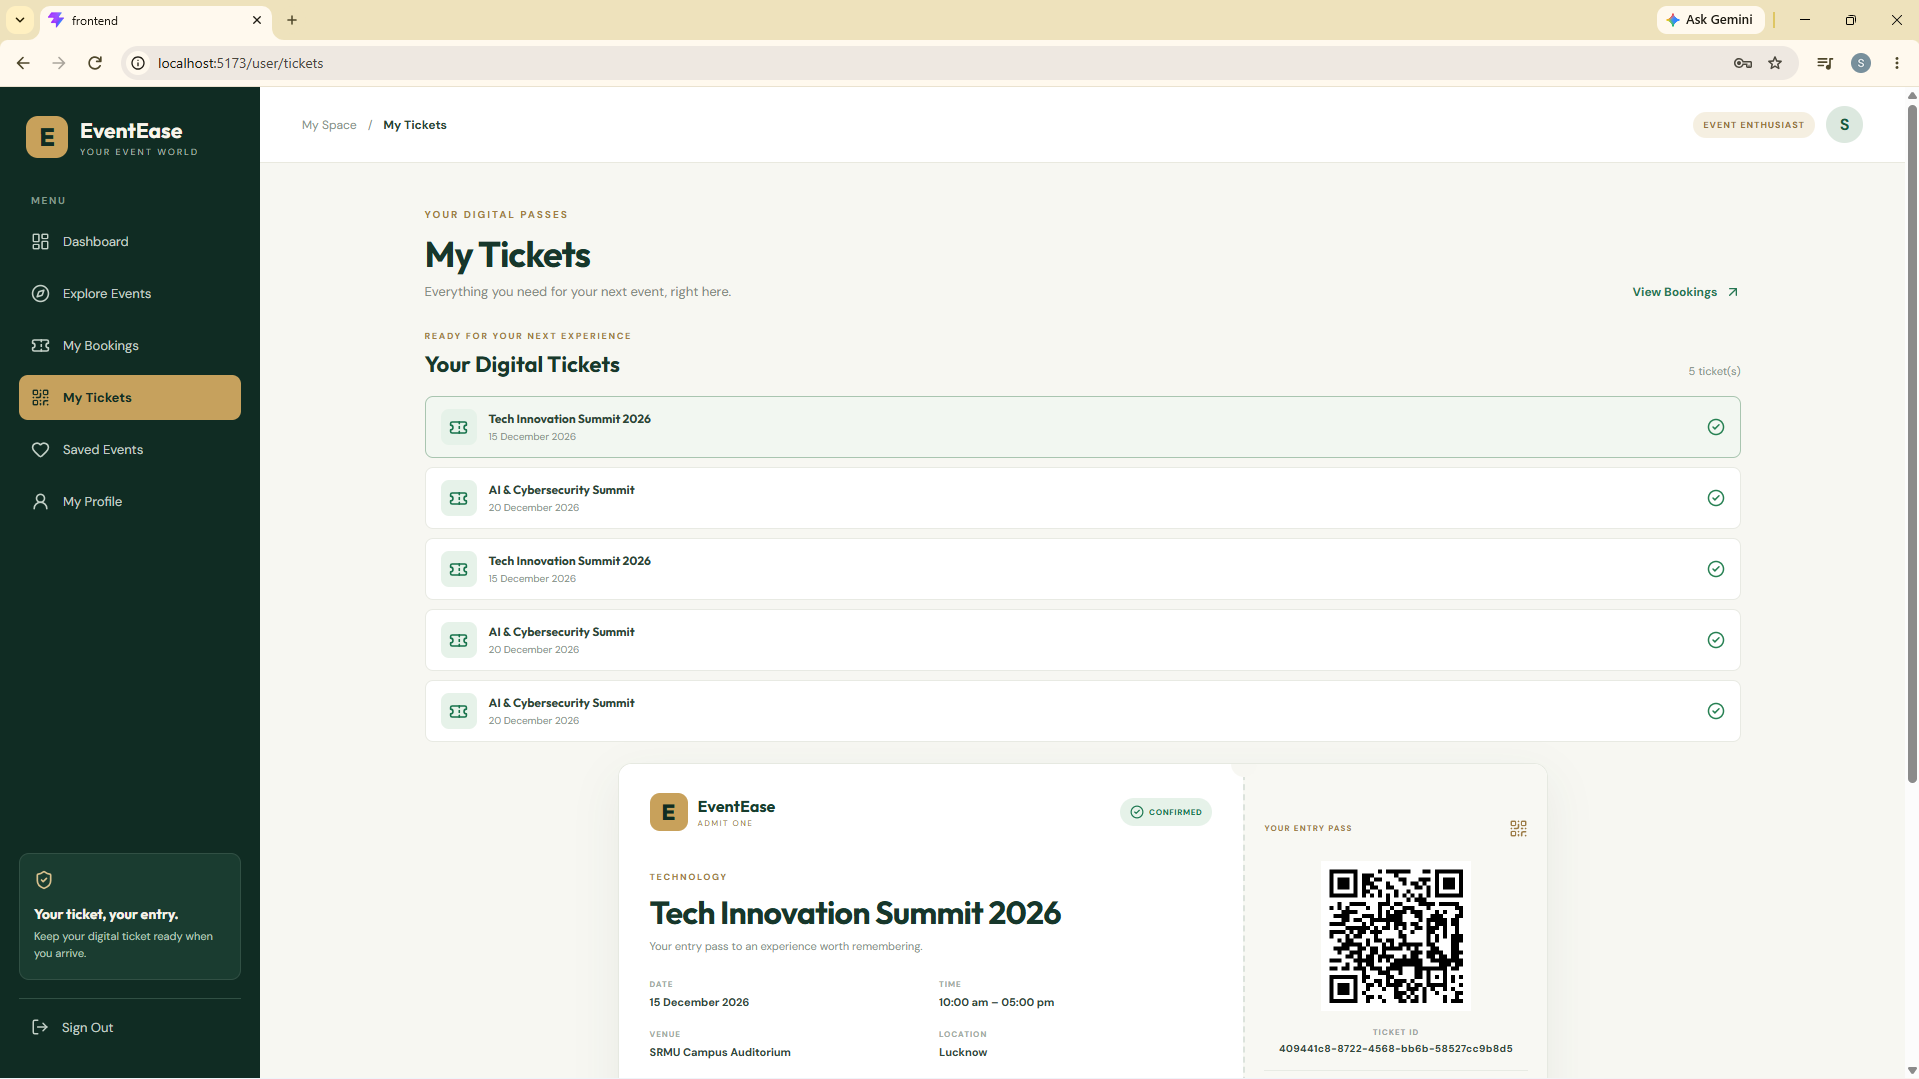 frontend
Ask Gemini
localhost:5173/user/tickets
S
E
EventEase
YOUR EVENT WORLD
MENU
Dashboard
Explore Events
My Bookings
My Tickets
Saved Events
My Profile
Your ticket, your entry.
Keep your digital ticket ready when
you arrive.
Sign Out
My Space / My Tickets
EVENT ENTHUSIAST
S
YOUR DIGITAL PASSES
My Tickets
Everything you need for your next event, right here.
View Bookings
READY FOR YOUR NEXT EXPERIENCE
Your Digital Tickets
5 ticket(s)
Tech Innovation Summit 2026
15 December 2026
AI & Cybersecurity Summit
20 December 2026
Tech Innovation Summit 2026
15 December 2026
AI & Cybersecurity Summit
20 December 2026
AI & Cybersecurity Summit
20 December 2026
E
EventEase
ADMIT ONE
CONFIRMED
TECHNOLOGY
Tech Innovation Summit 2026
Your entry pass to an experience worth remembering.
DATE
15 December 2026
TIME
10:00 am – 05:00 pm
VENUE
SRMU Campus Auditorium
LOCATION
Lucknow
YOUR ENTRY PASS
TICKET ID
409441c8-8722-4568-bb6b-58527cc9b8d5